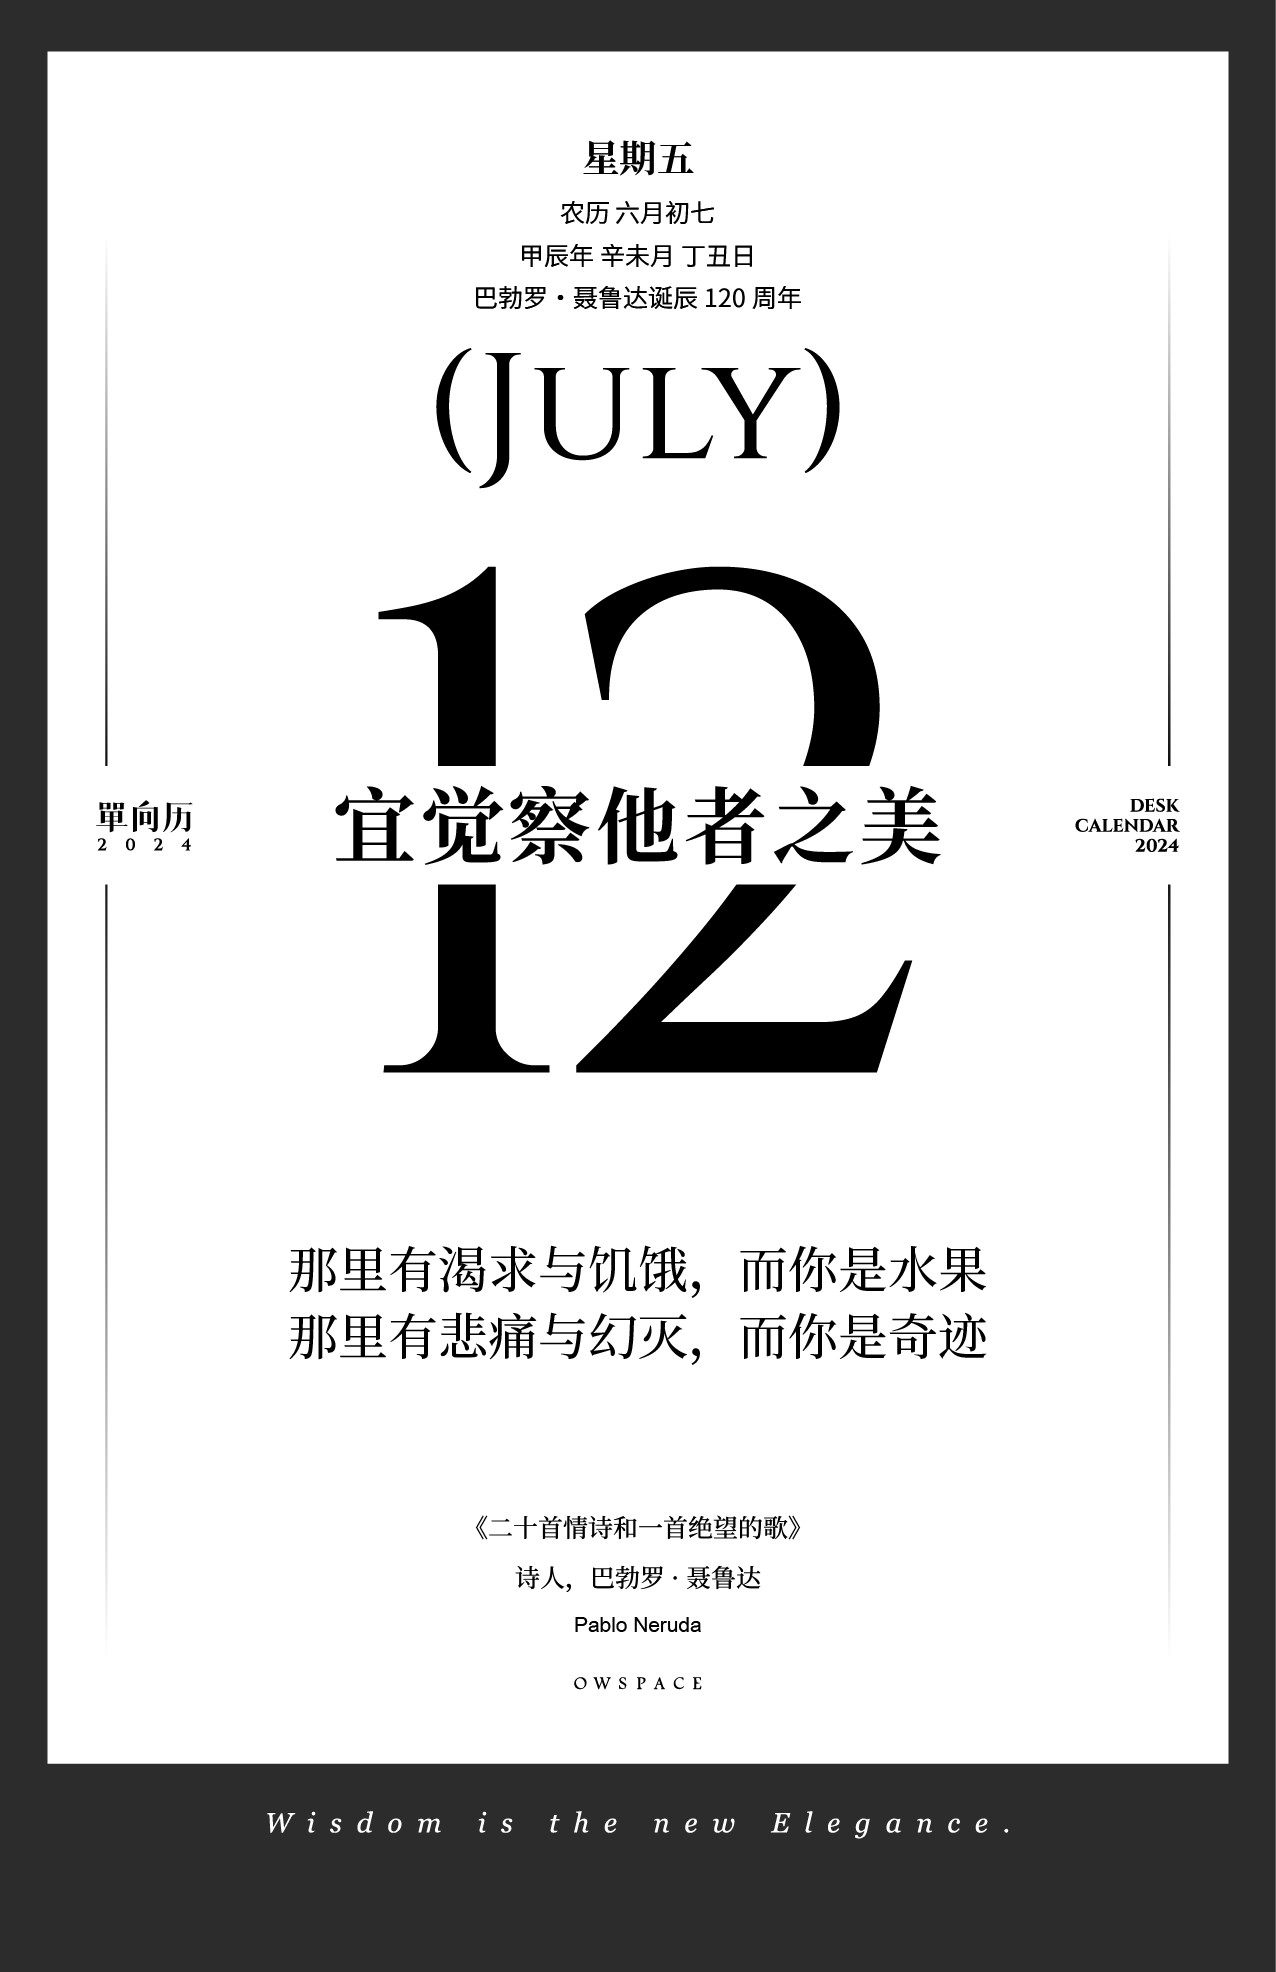 星期五
农历 六月初七
甲辰年 辛未月 丁丑日
巴勃罗·聂鲁达诞辰 120 周年
(JULY)
12
單向历
2024
宜觉察他者之美
DESK
CALENDAR
2024
那里有渴求与饥饿，而你是水果
那里有悲痛与幻灭，而你是奇迹
《二十首情诗和一首绝望的歌》
诗人，巴勃罗 · 聂鲁达
Pablo Neruda
OWSPACE
Wisdom is the new Elegance.